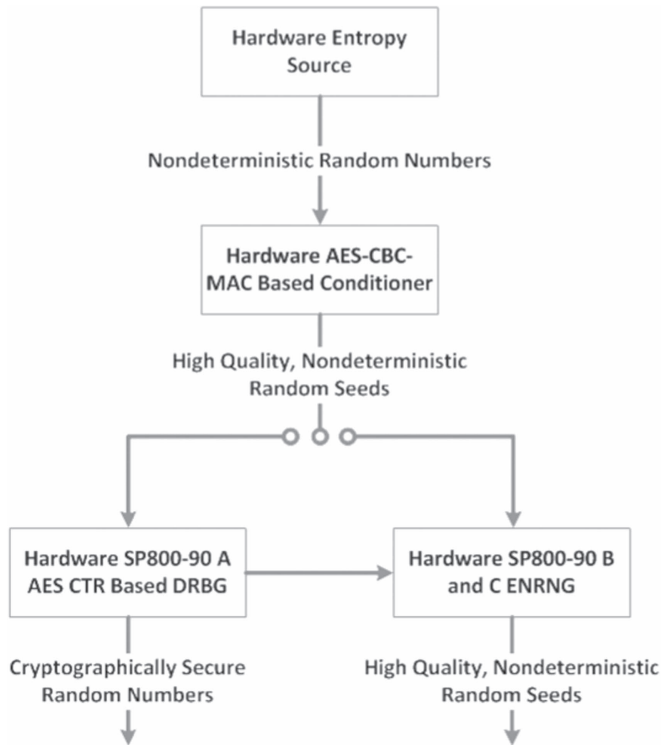 Hardware Entropy
Source
Nondeterministic Random Numbers
Hardware AES-CBC-
MAC Based Conditioner
High Quality, Nondeterministic
Random Seeds
Hardware SP800-90 A
AES CTR Based DRBG
Hardware SP800-90 B
and C ENRNG
Cryptographically Secure
Random Numbers
High Quality, Nondeterministic
Random Seeds